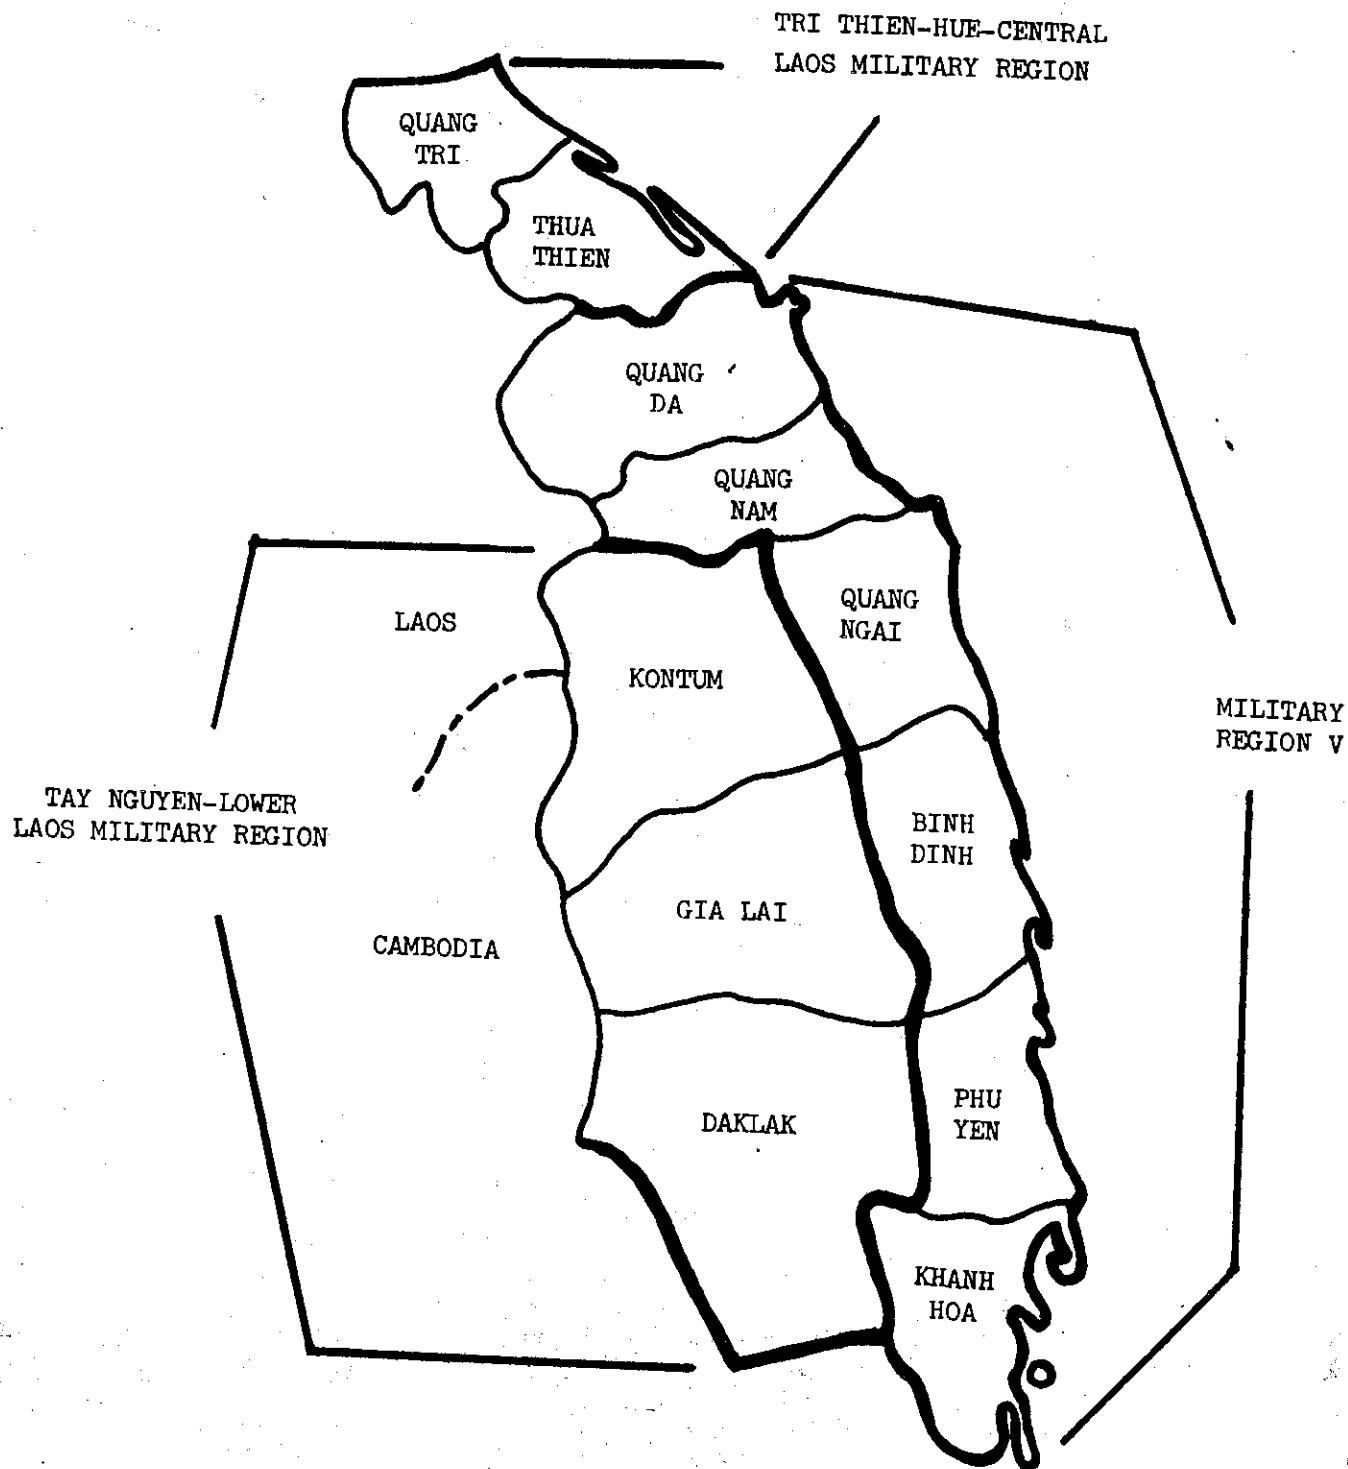 TRI THIEN-HUE-CENTRAL
LAOS MILITARY REGION
QUANG
TRI
THUA
THIEN
QUANG
DA
QUANG
NAM
QUANG
NGAI
LAOS
KONTUM
MILITARY
REGION V
TAY NGUYEN-LOWER
LAOS MILITARY REGION
BINH
DINH
GIA LAI
CAMBODIA
PHU
YEN
DAKLAK
KHANH
HOA